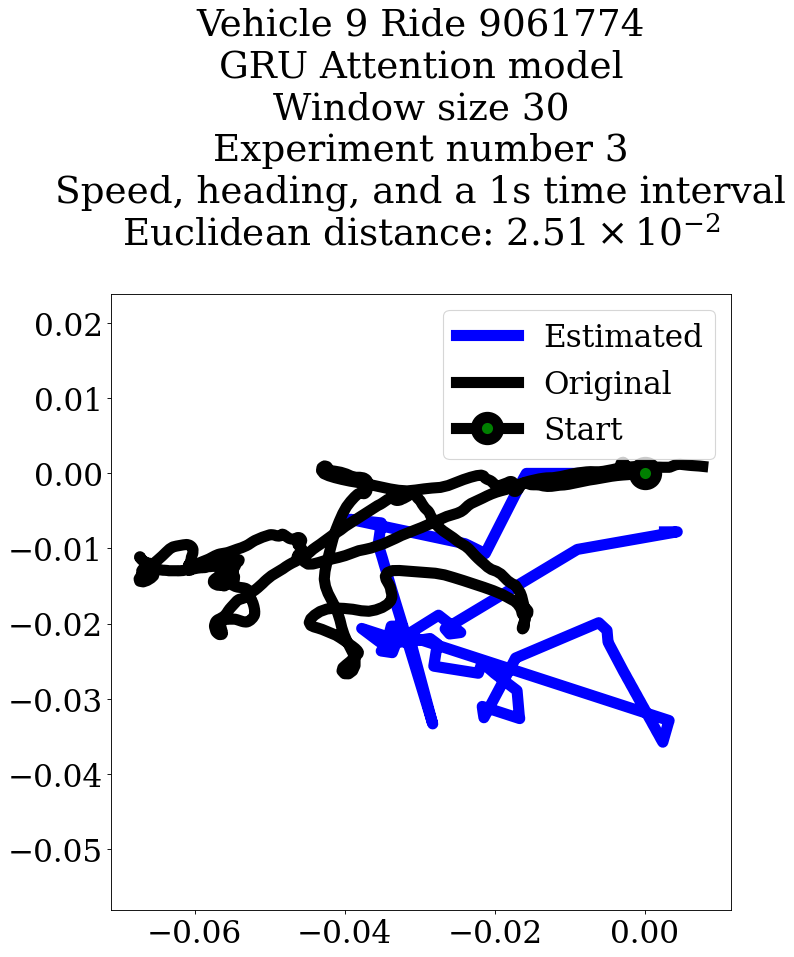 Vehicle 9 Ride 9061774
GRU Attention model
Window size 30
Experiment number 3
Speed, heading, and a 1s time interval
Euclidean distance: 2.51 × 10⁻²
Estimated
Original
Start
0.02
0.01
0.00
−0.01
−0.02
−0.03
−0.04
−0.05
−0.06 −0.04 −0.02 0.00